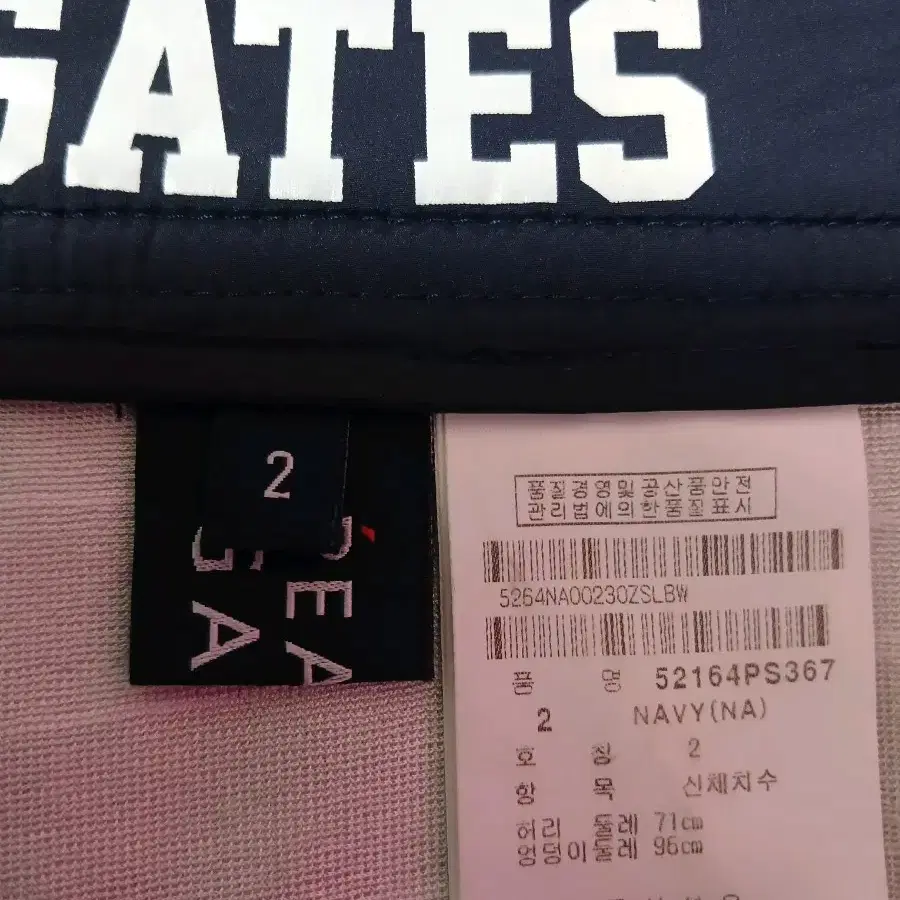 GATES
2
PEA
GA
품질경영및공산품안전
관리법에의한품질표시
5264NA00230ZSLBW
품 명 52164PS367
2 NAVY(NA)
호 칭 2
항 목 신체치수
허리 둘레 71cm
엉덩이둘레 96cm